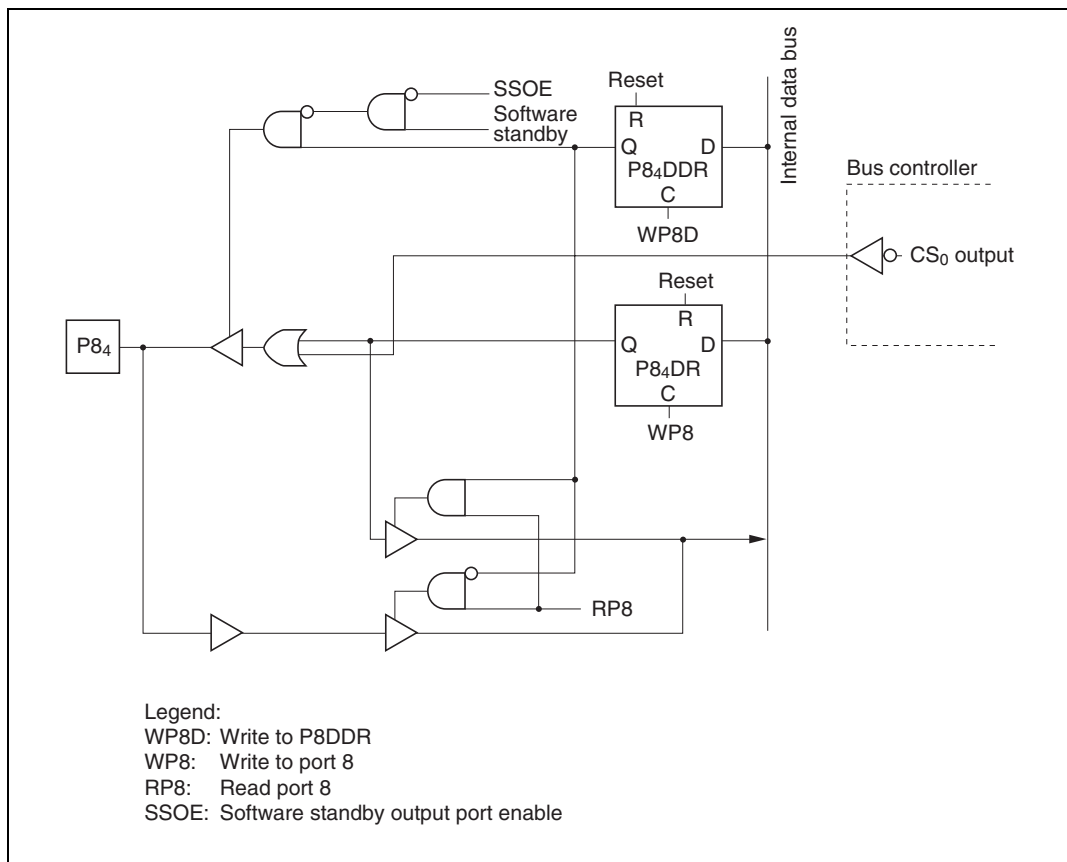 SSOE
Software
standby
Reset
R
Q D
P8₄DDR
C
WP8D
Internal data bus
Bus controller
CS₀ output
Reset
R
Q D
P8₄DR
C
WP8
P8₄
RP8
Legend:
WP8D: Write to P8DDR
WP8: Write to port 8
RP8: Read port 8
SSOE: Software standby output port enable